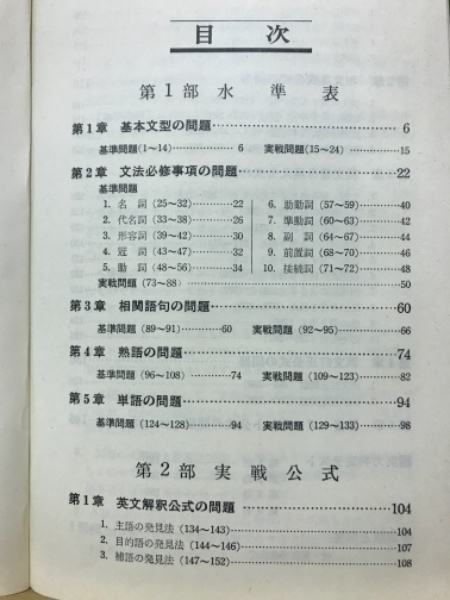 目次
第1部 水準表
第1章 基本文型の問題……………………………6
基準問題(1〜14)………………6 実戦問題(15〜24)…………15
第2章 文法必修事項の問題………………………22
基準問題
1. 名詞(25〜32)…………22 6. 助動詞(57〜59)…………40
2. 代名詞(33〜38)…………26 7. 準動詞(60〜63)…………42
3. 形容詞(39〜42)…………30 8. 副詞(64〜67)…………44
4. 冠詞(43〜47)…………32 9. 前置詞(68〜70)…………46
5. 動詞(48〜56)…………34 10. 接続詞(71〜72)…………48
実戦問題(73〜88)……………………………50
第3章 相関語句の問題……………………………60
基準問題(89〜91)…………60 実戦問題(92〜95)…………66
第4章 熟語の問題…………………………………74
基準問題(96〜108)…………74 実戦問題(109〜123)…………82
第5章 単語の問題…………………………………94
基準問題(124〜128)…………94 実戦問題(129〜133)…………98
第2部 実戦公式
第1章 英文解釈公式の問題………………………104
1. 主語の発見法(134〜143)……………………104
2. 目的語の発見法(144〜146)…………………107
3. 補語の発見法(147〜152)……………………108